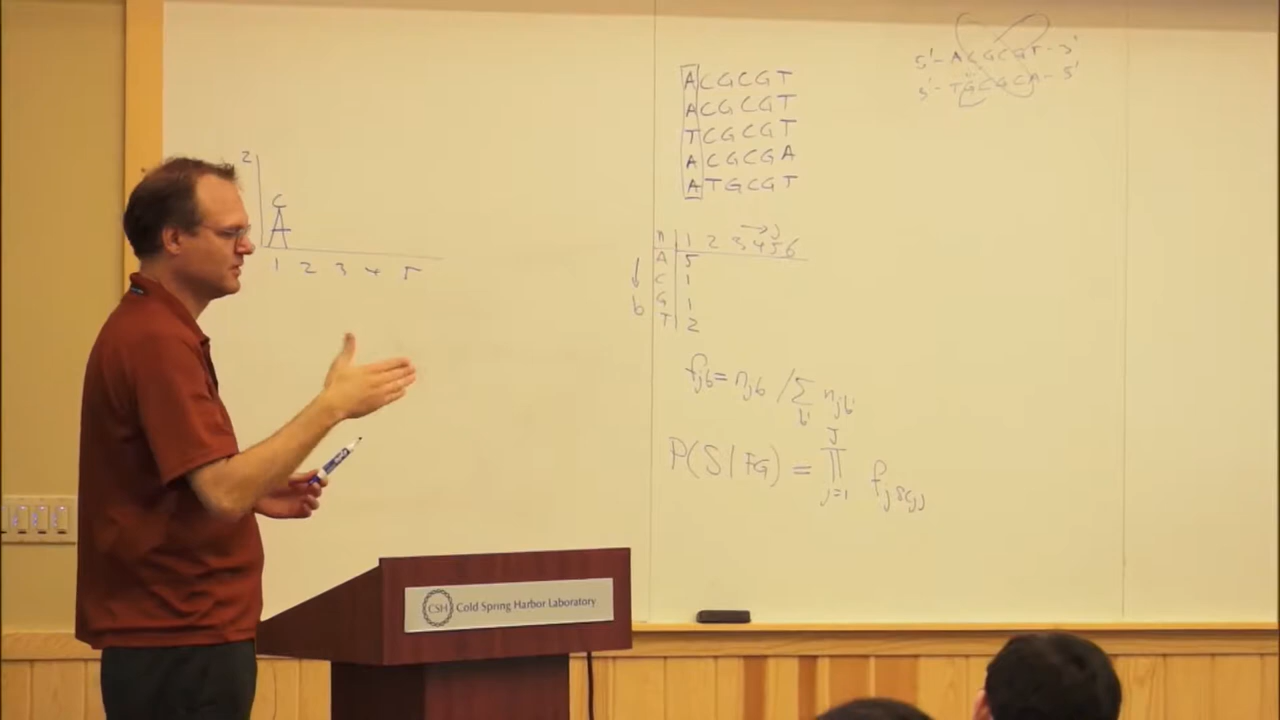 2
C
A
1 2 3 4 5
ACGCGT
ACGCGT
TCGCGT
ACGCGA
ATGCGT
n 1 2 3 4 5 6
→ j
A 5
C 1
G 1
T 2
↓
b
f_jb = n_jb / Σ_b' n_jb'
P(S|FG) = ∏_{j=1}^{J} f_{j S(j)}
5'-ACGCGT-3'
3'-TGCGCA-5'
CSH Cold Spring Harbor Laboratory